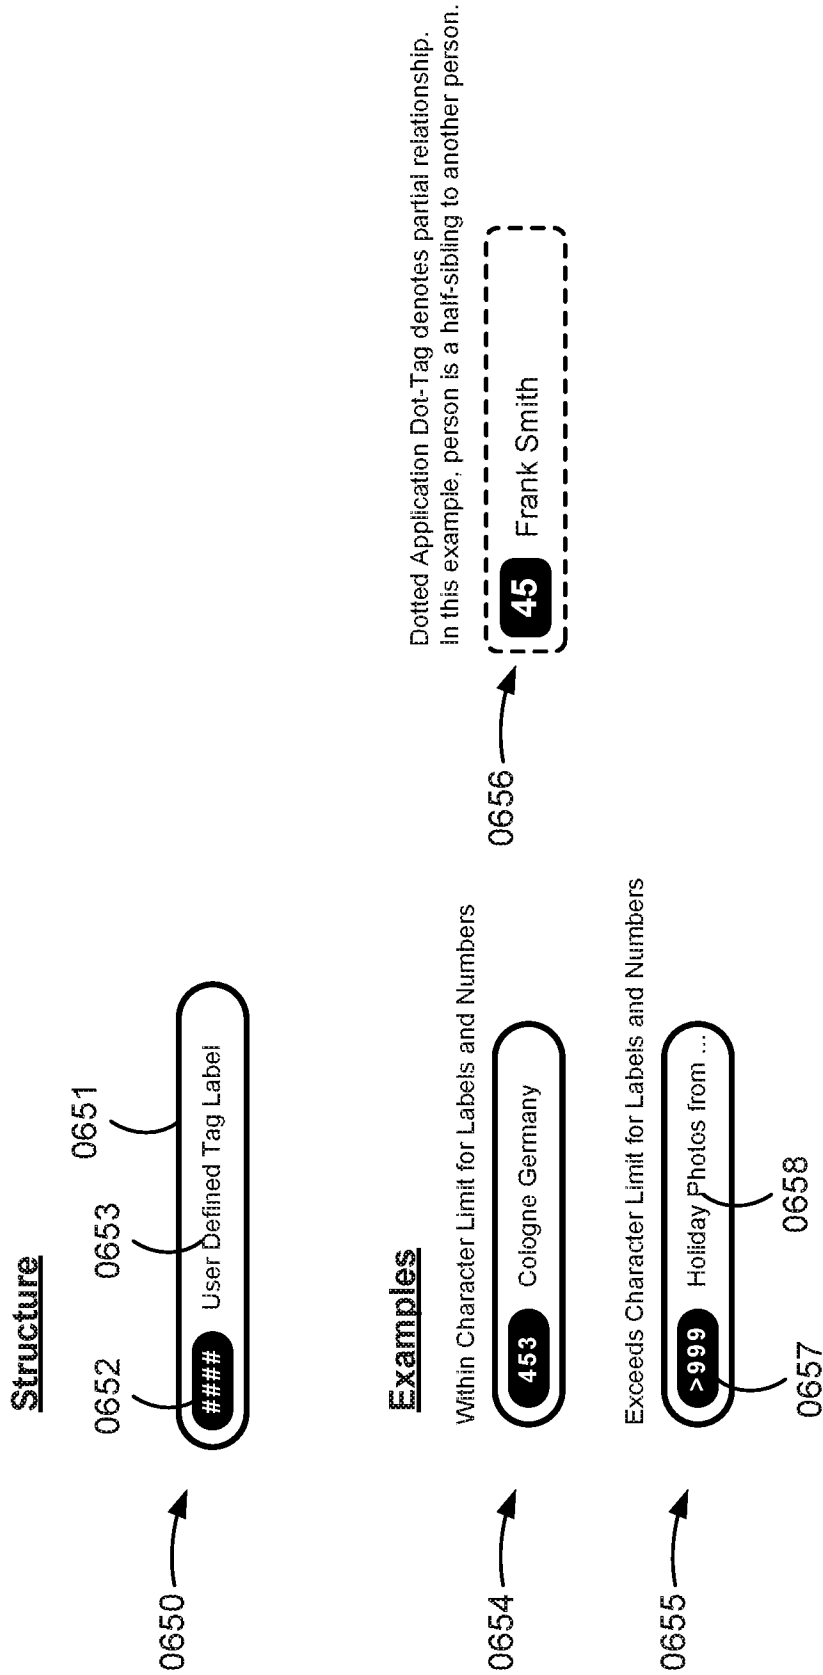 Structure
0650
0652
0653
0651
####
User Defined Tag Label
Examples
Within Character Limit for Labels and Numbers
0654
453
Cologne Germany
Exceeds Character Limit for Labels and Numbers
0655
>999
Holiday Photos from ...
0657
0658
Dotted Application Dot-Tag denotes partial relationship.
In this example, person is a half-sibling to another person.
0656
45
Frank Smith